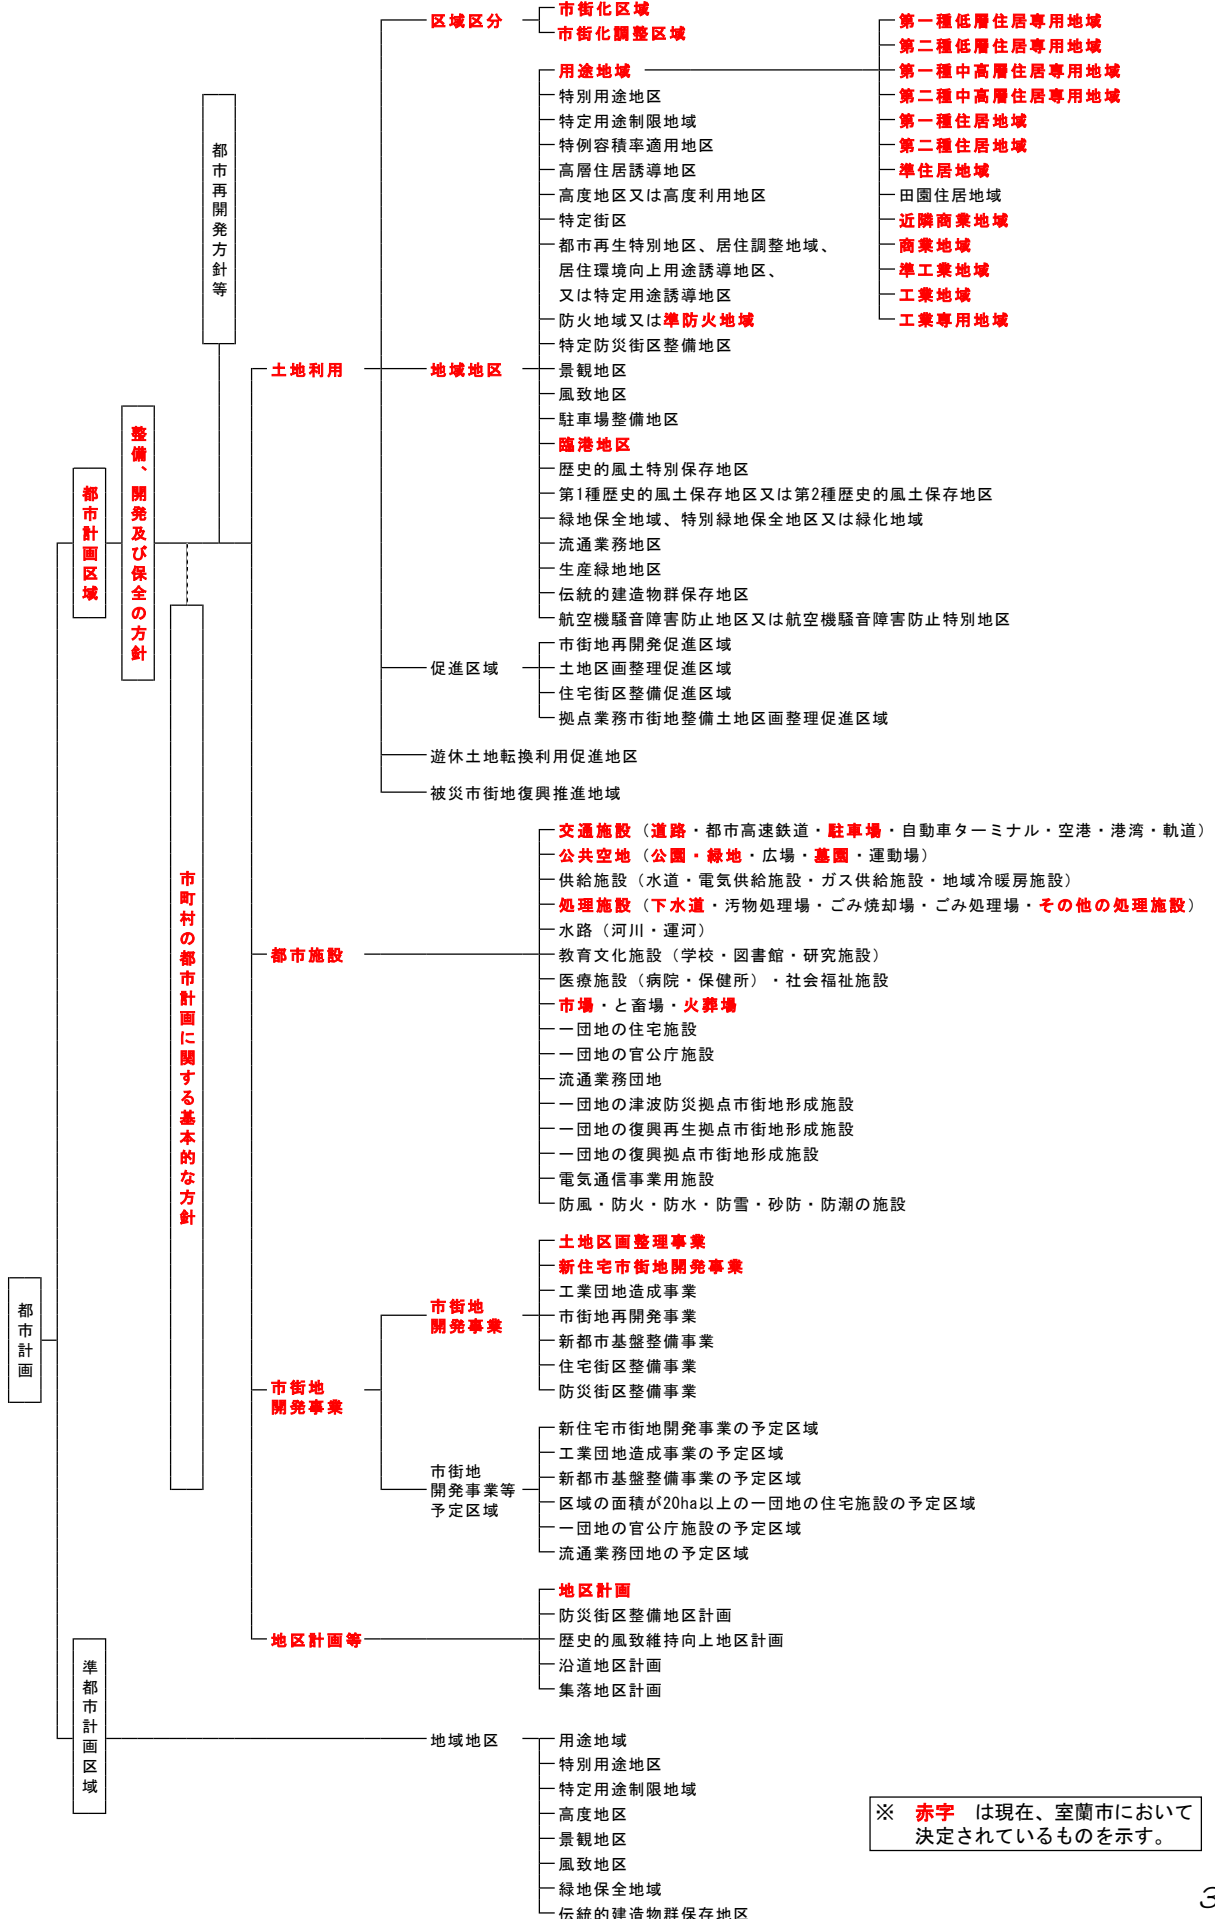 都市計画
都市計画区域
準都市計画区域
整備、開発及び保全の方針
市町村の都市計画に関する基本的な方針
都市再開発方針等
土地利用
区域区分
市街化区域
市街化調整区域
地域地区
用途地域
第一種低層住居専用地域
第二種低層住居専用地域
第一種中高層住居専用地域
第二種中高層住居専用地域
第一種住居地域
第二種住居地域
準住居地域
田園住居地域
近隣商業地域
商業地域
準工業地域
工業地域
工業専用地域
特別用途地区
特定用途制限地域
特例容積率適用地区
高層住居誘導地区
高度地区又は高度利用地区
特定街区
都市再生特別地区、居住調整地域、
居住環境向上用途誘導地区、
又は特定用途誘導地区
防火地域又は準防火地域
特定防災街区整備地区
景観地区
風致地区
駐車場整備地区
臨港地区
歴史的風土特別保存地区
第1種歴史的風土保存地区又は第2種歴史的風土保存地区
緑地保全地域、特別緑地保全地区又は緑化地域
流通業務地区
生産緑地地区
伝統的建造物群保存地区
航空機騒音障害防止地区又は航空機騒音障害防止特別地区
促進区域
市街地再開発促進区域
土地区画整理促進区域
住宅街区整備促進区域
拠点業務市街地整備土地区画整理促進区域
遊休土地転換利用促進地区
被災市街地復興推進地域
都市施設
交通施設（道路・都市高速鉄道・駐車場・自動車ターミナル・空港・港湾・軌道）
公共空地（公園・緑地・広場・墓園・運動場）
供給施設（水道・電気供給施設・ガス供給施設・地域冷暖房施設）
処理施設（下水道・汚物処理場・ごみ焼却場・ごみ処理場・その他の処理施設）
水路（河川・運河）
教育文化施設（学校・図書館・研究施設）
医療施設（病院・保健所）・社会福祉施設
市場・と畜場・火葬場
一団地の住宅施設
一団地の官公庁施設
流通業務団地
一団地の津波防災拠点市街地形成施設
一団地の復興再生拠点市街地形成施設
一団地の復興拠点市街地形成施設
電気通信事業用施設
防風・防火・防水・防雪・砂防・防潮の施設
市街地
開発事業
市街地
開発事業
土地区画整理事業
新住宅市街地開発事業
工業団地造成事業
市街地再開発事業
新都市基盤整備事業
住宅街区整備事業
防災街区整備事業
市街地
開発事業等
予定区域
新住宅市街地開発事業の予定区域
工業団地造成事業の予定区域
新都市基盤整備事業の予定区域
区域の面積が20ha以上の一団地の住宅施設の予定区域
一団地の官公庁施設の予定区域
流通業務団地の予定区域
地区計画等
地区計画
防災街区整備地区計画
歴史的風致維持向上地区計画
沿道地区計画
集落地区計画
地域地区
用途地域
特別用途地区
特定用途制限地域
高度地区
景観地区
風致地区
緑地保全地域
伝統的建造物群保存地区
※ 赤字 は現在、室蘭市において
決定されているものを示す。
3